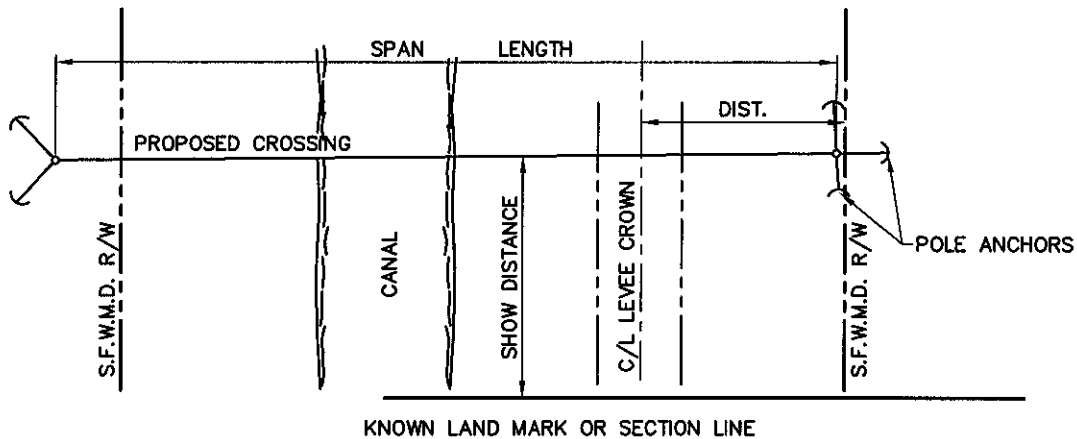 SPAN LENGTH
DIST.
PROPOSED CROSSING
S.F.W.M.D. R/W
CANAL
SHOW DISTANCE
C/L LEVEE CROWN
S.F.W.M.D. R/W
POLE ANCHORS
KNOWN LAND MARK OR SECTION LINE